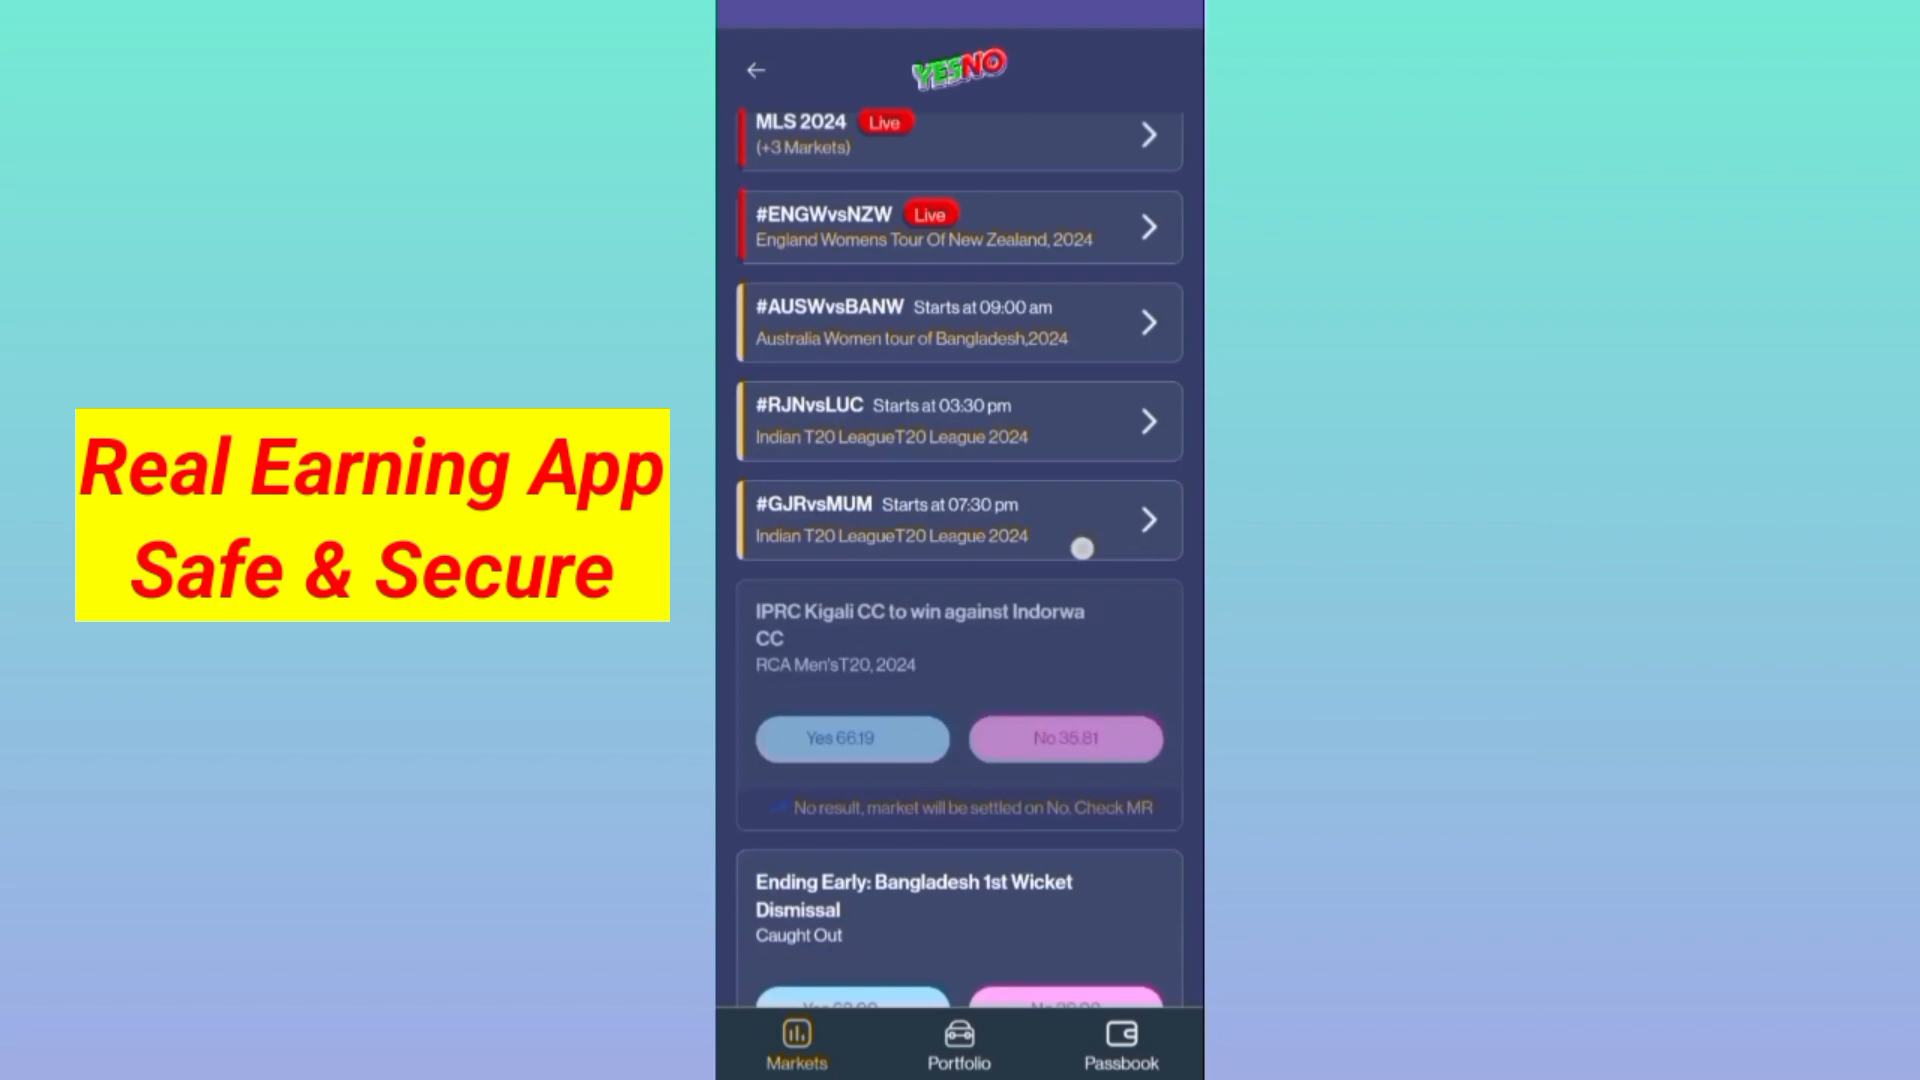 Real Earning App
Safe & Secure
YESNO
MLS 2024 Live
(+3 Markets)
#ENGWvsNZW Live
England Womens Tour Of New Zealand, 2024
#AUSWvsBANW Starts at 09:00 am
Australia Women tour of Bangladesh,2024
#RJNvsLUC Starts at 03:30 pm
Indian T20 LeagueT20 League 2024
#GJRvsMUM Starts at 07:30 pm
Indian T20 LeagueT20 League 2024
IPRC Kigali CC to win against Indorwa
CC
RCA Men'sT20, 2024
Yes 66.19 No 35.81
No result, market will be settled on No. Check MR
Ending Early: Bangladesh 1st Wicket
Dismissal
Caught Out
Yes No
Markets Portfolio Passbook